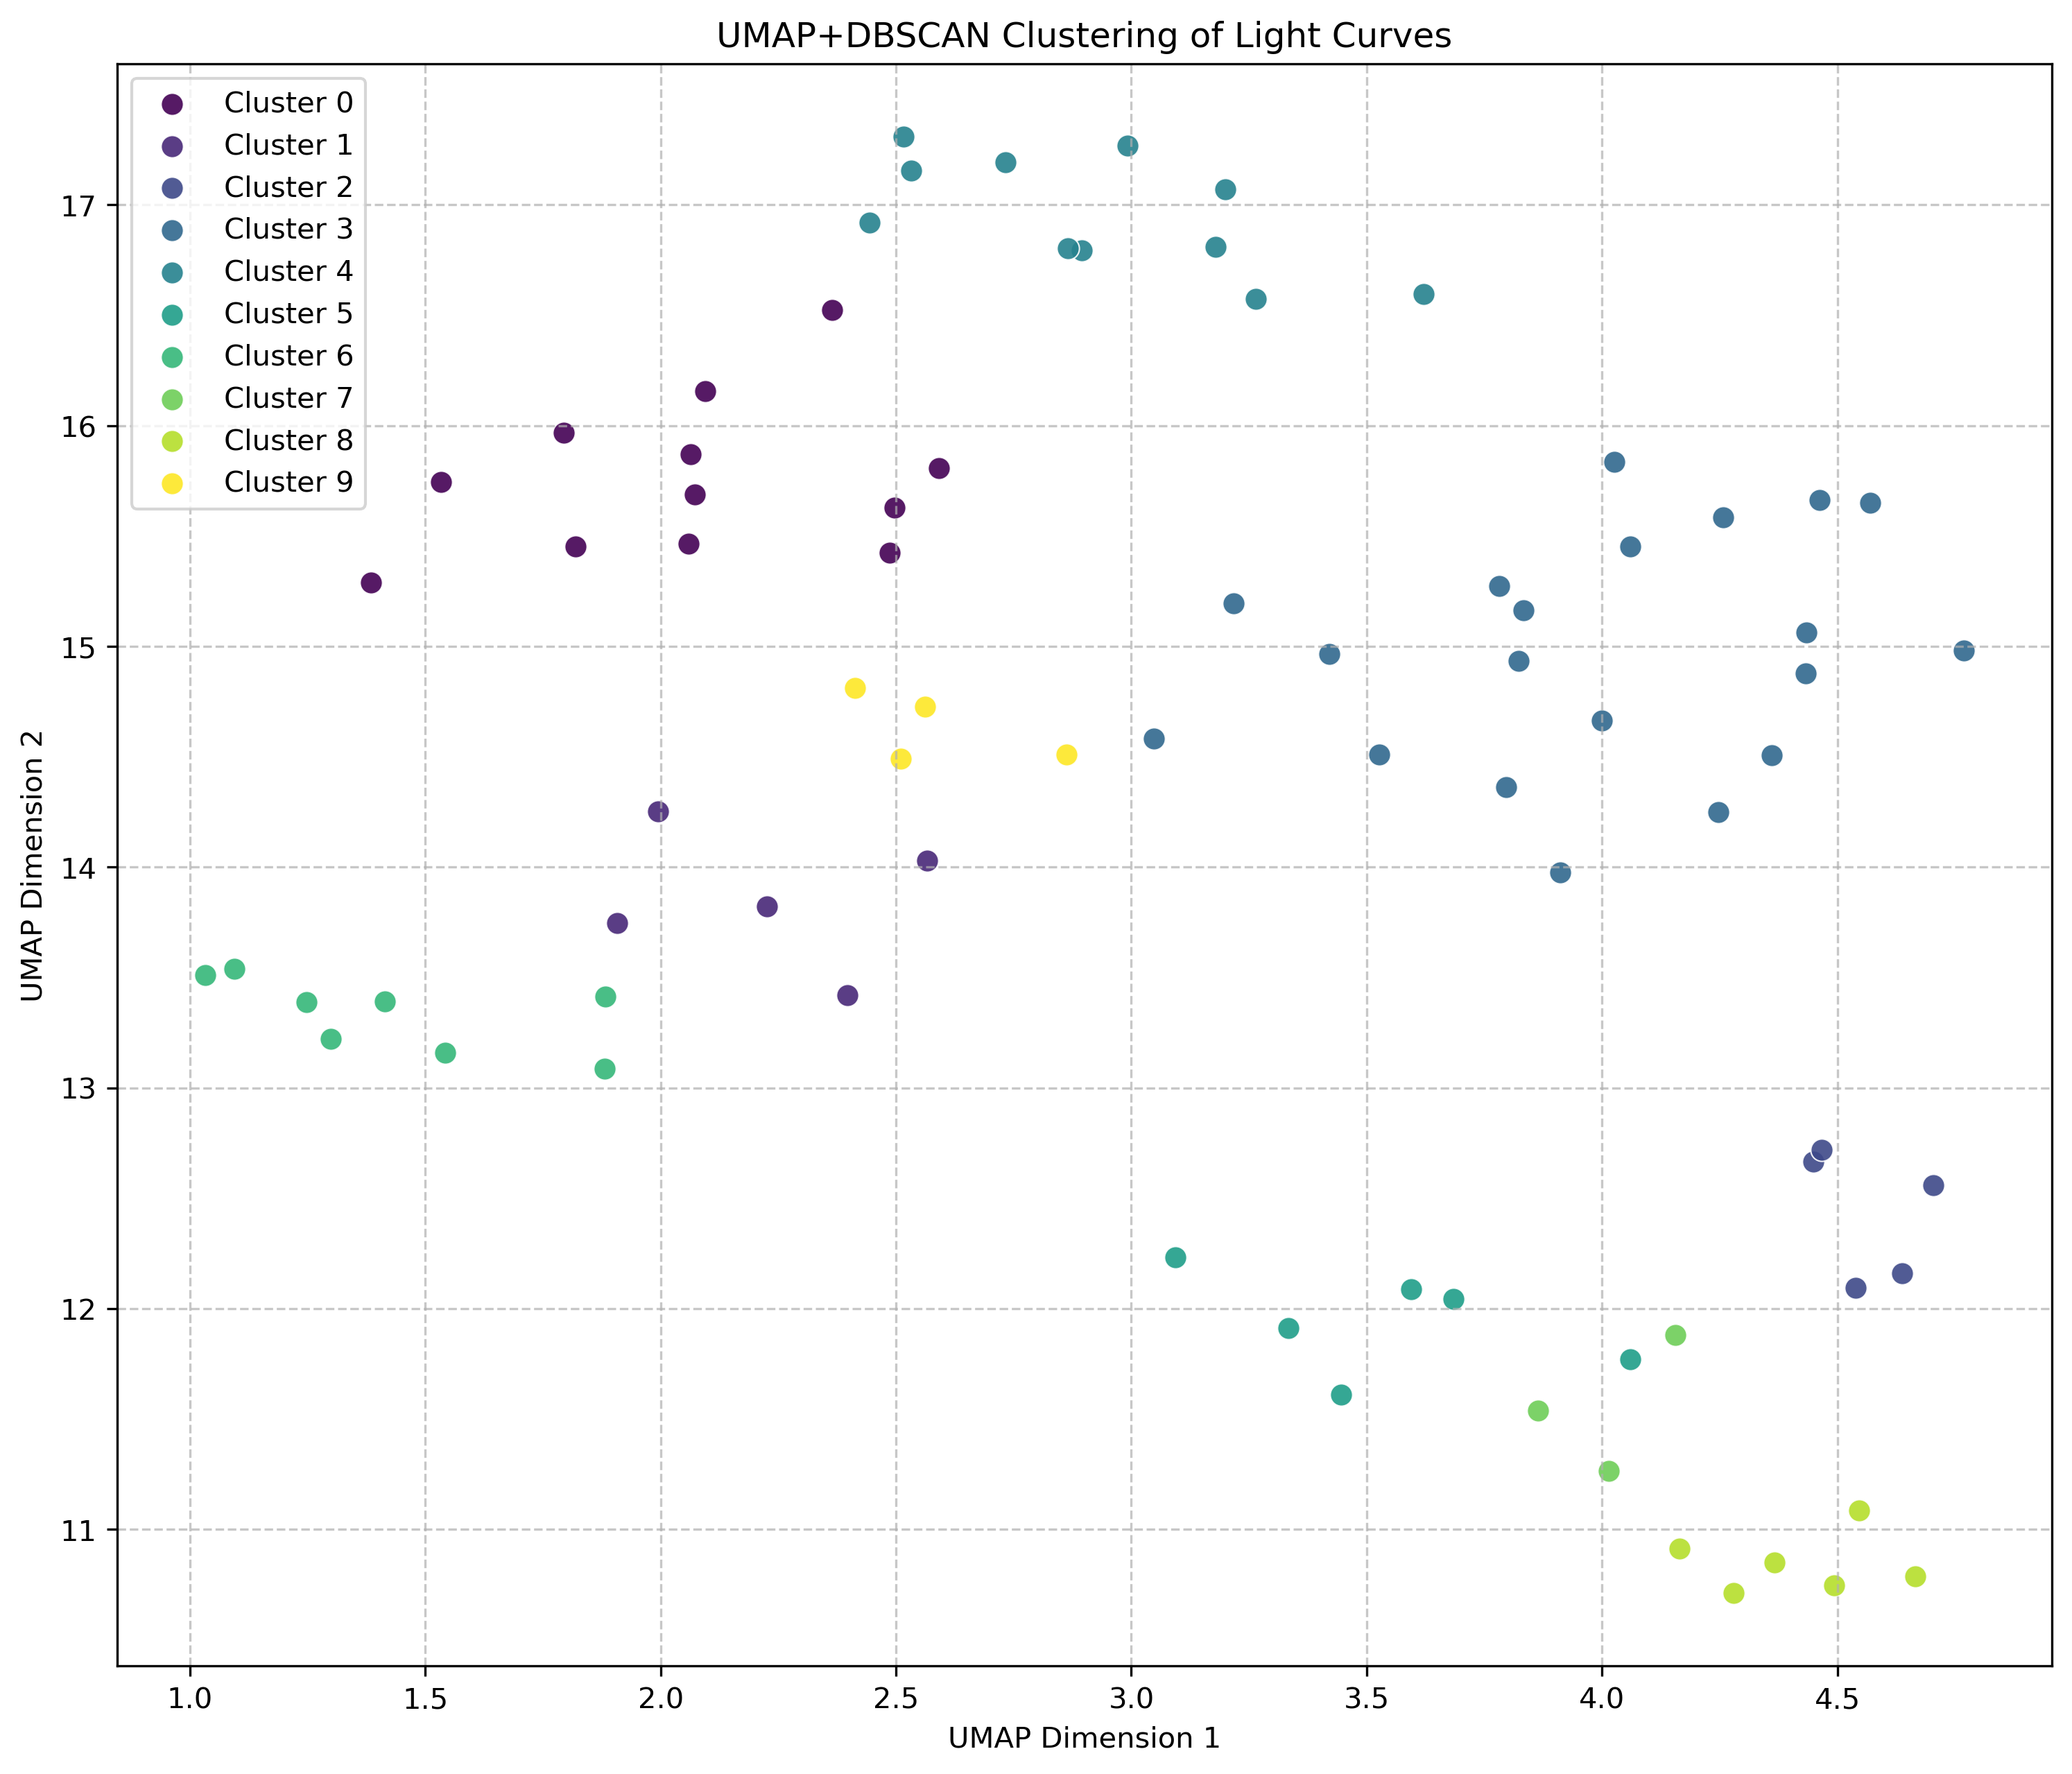 UMAP+DBSCAN Clustering of Light Curves
Cluster 0
Cluster 1
Cluster 2
Cluster 3
Cluster 4
Cluster 5
Cluster 6
Cluster 7
Cluster 8
Cluster 9
UMAP Dimension 2
17
16
15
14
13
12
11
1.0 1.5 2.0 2.5 3.0 3.5 4.0 4.5
UMAP Dimension 1